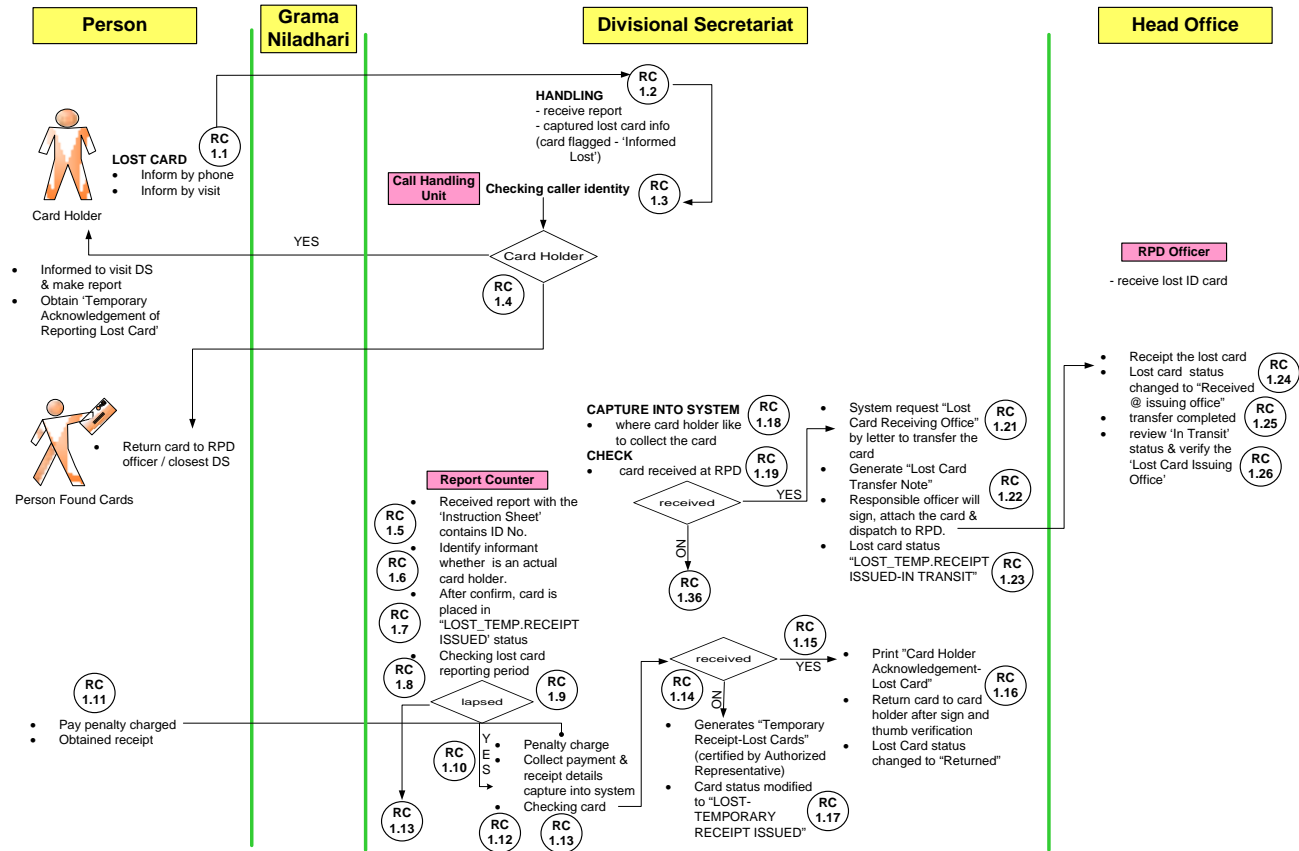 Person
Grama
Niladhari
Divisional Secretariat
Head Office
RC
1.1
LOST CARD
• Inform by phone
• Inform by visit
Card Holder
RC
1.2
HANDLING
- receive report
- captured lost card info
(card flagged - 'Informed
Lost')
Call Handling
Unit
Checking caller identity
RC
1.3
YES
Card Holder
RC
1.4
• Informed to visit DS
& make report
• Obtain 'Temporary
Acknowledgement of
Reporting Lost Card'
RPD Officer
- receive lost ID card
• Return card to RPD
officer / closest DS
Person Found Cards
CAPTURE INTO SYSTEM
• where card holder like
to collect the card
RC
1.18
CHECK
• card received at RPD
RC
1.19
received
YES
NO
RC
1.36
• System request "Lost
Card Receiving Office"
by letter to transfer the
card
RC
1.21
• Generate "Lost Card
Transfer Note"
RC
1.22
• Responsible officer will
sign, attach the card &
dispatch to RPD.
• Lost card status
"LOST_TEMP.RECEIPT
ISSUED-IN TRANSIT"
RC
1.23
• Receipt the lost card
• Lost card status
changed to "Received
@ issuing office"
RC
1.24
• transfer completed
RC
1.25
• review 'In Transit'
status & verify the
'Lost Card Issuing
Office'
RC
1.26
Report Counter
RC
1.5
• Received report with the
'Instruction Sheet'
contains ID No.
RC
1.6
• Identify informant
whether is an actual
card holder.
RC
1.7
• After confirm, card is
placed in
"LOST_TEMP.RECEIPT
ISSUED' status
RC
1.8
• Checking lost card
reporting period
lapsed
RC
1.9
RC
1.11
• Pay penalty charged
• Obtained receipt
RC
1.10
YES
• Penalty charge
• Collect payment &
receipt details
capture into system
• Checking card
RC
1.13
RC
1.12
RC
1.13
received
RC
1.14
RC
1.15
YES
NO
• Print "Card Holder
Acknowledgement-
Lost Card"
RC
1.16
• Return card to card
holder after sign and
thumb verification
• Lost Card status
changed to "Returned"
• Generates "Temporary
Receipt-Lost Cards"
(certified by Authorized
Representative)
• Card status modified
to "LOST-
TEMPORARY
RECEIPT ISSUED"
RC
1.17